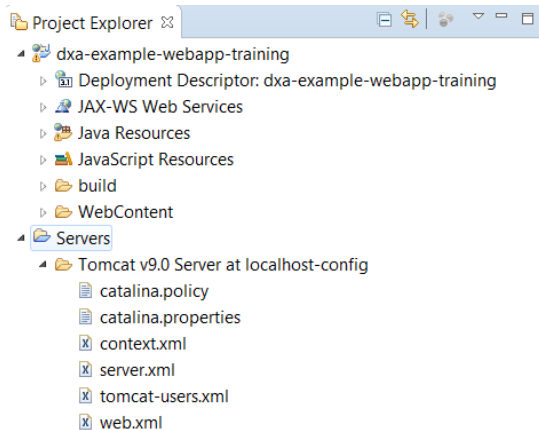 Project Explorer
dxa-example-webapp-training
Deployment Descriptor: dxa-example-webapp-training
JAX-WS Web Services
Java Resources
JavaScript Resources
build
WebContent
Servers
Tomcat v9.0 Server at localhost-config
catalina.policy
catalina.properties
context.xml
server.xml
tomcat-users.xml
web.xml